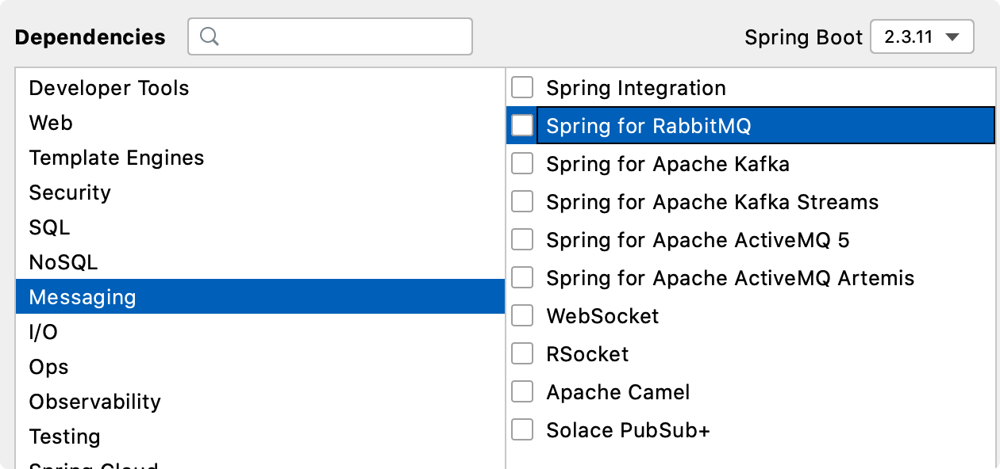 Dependencies
Spring Boot 2.3.11
Developer Tools
Web
Template Engines
Security
SQL
NoSQL
Messaging
I/O
Ops
Observability
Testing
Spring Cloud
Spring Integration
Spring for RabbitMQ
Spring for Apache Kafka
Spring for Apache Kafka Streams
Spring for Apache ActiveMQ 5
Spring for Apache ActiveMQ Artemis
WebSocket
RSocket
Apache Camel
Solace PubSub+